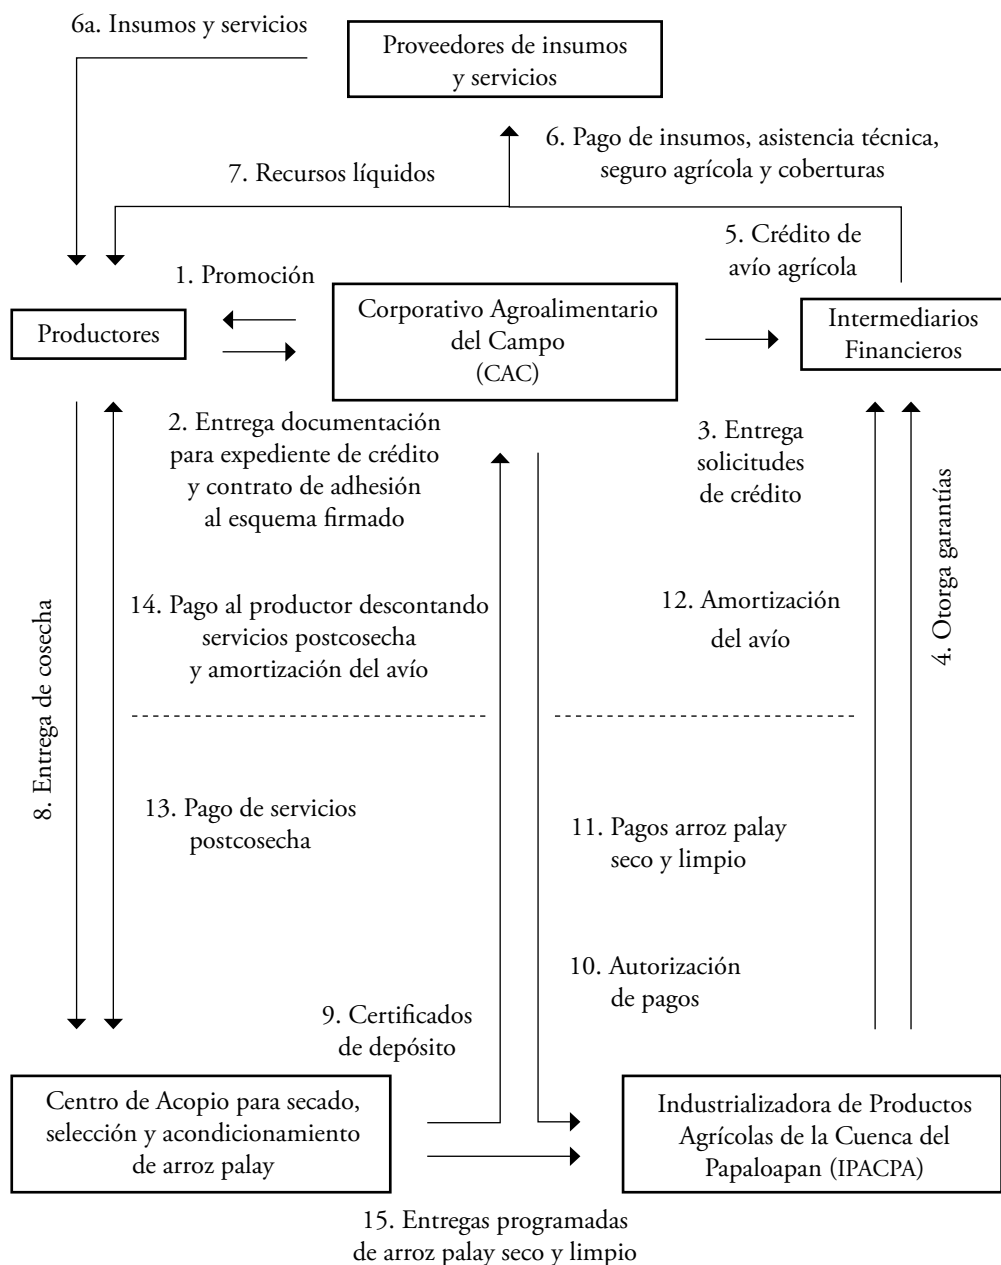 6a. Insumos y servicios
Proveedores de insumos
y servicios
6. Pago de insumos, asistencia técnica,
seguro agrícola y coberturas
7. Recursos líquidos
5. Crédito de
avío agrícola
1. Promoción
Productores
Corporativo Agroalimentario
del Campo
(CAC)
Intermediarios
Financieros
2. Entrega documentación
para expediente de crédito
y contrato de adhesión
al esquema firmado
3. Entrega
solicitudes
de crédito
4. Otorga garantías
14. Pago al productor descontando
servicios postcosecha
y amortización del avío
12. Amortización
del avío
8. Entrega de cosecha
13. Pago de servicios
postcosecha
11. Pagos arroz palay
seco y limpio
10. Autorización
de pagos
9. Certificados
de depósito
Centro de Acopio para secado,
selección y acondicionamiento
de arroz palay
Industrializadora de Productos
Agrícolas de la Cuenca del
Papaloapan (IPACPA)
15. Entregas programadas
de arroz palay seco y limpio